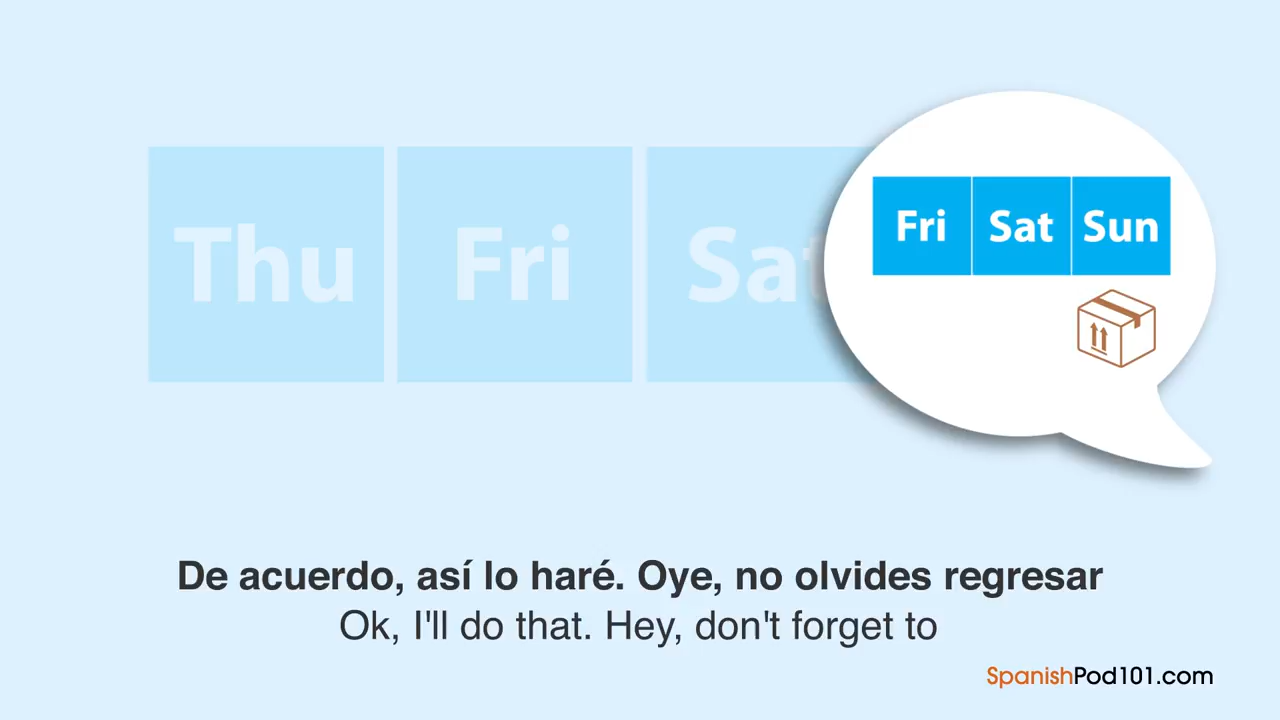 Thu Fri Sat
Fri Sat Sun
De acuerdo, así lo haré. Oye, no olvides regresar
Ok, I'll do that. Hey, don't forget to
SpanishPod101.com